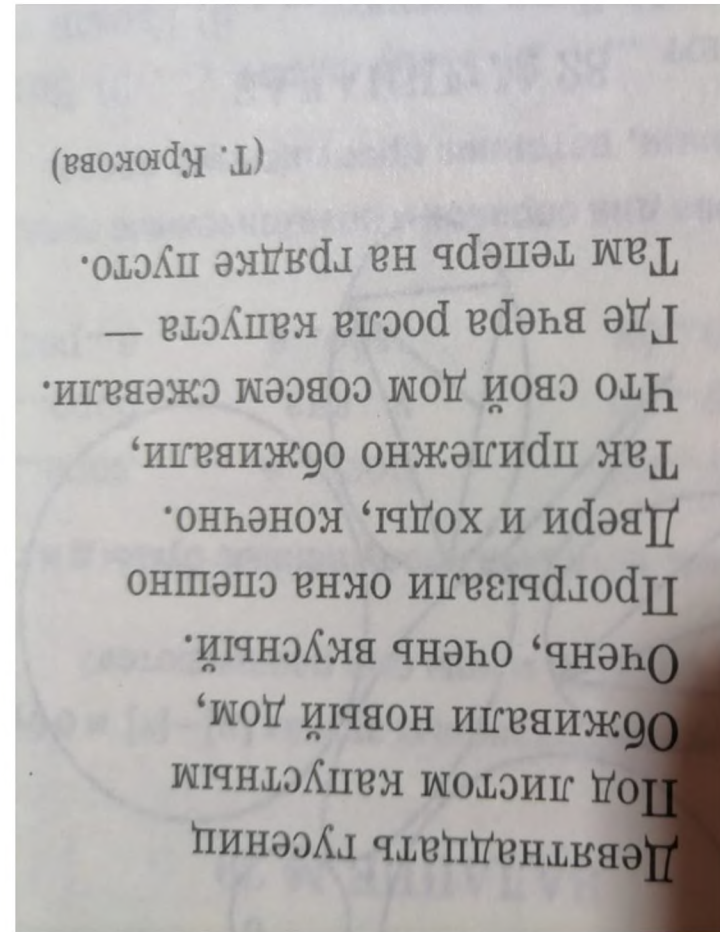 Девятнадцать гусениц
Под листом капустным
Обживали новый дом,
Очень, очень вкусный.
Прогрызали окна спешно
Двери и ходы, конечно.
Так прилежно обживали,
Что свой дом совсем сжевали.
Где вчера росла капуста —
Там теперь на грядке пусто.
(Т. Крюкова)